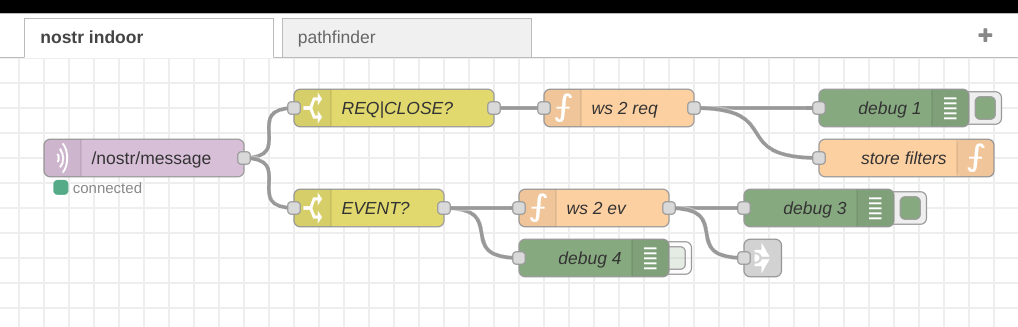 nostr indoor
pathfinder
+
REQ|CLOSE?
ws 2 req
debug 1
/nostr/message
store filters
connected
EVENT?
ws 2 ev
debug 3
debug 4